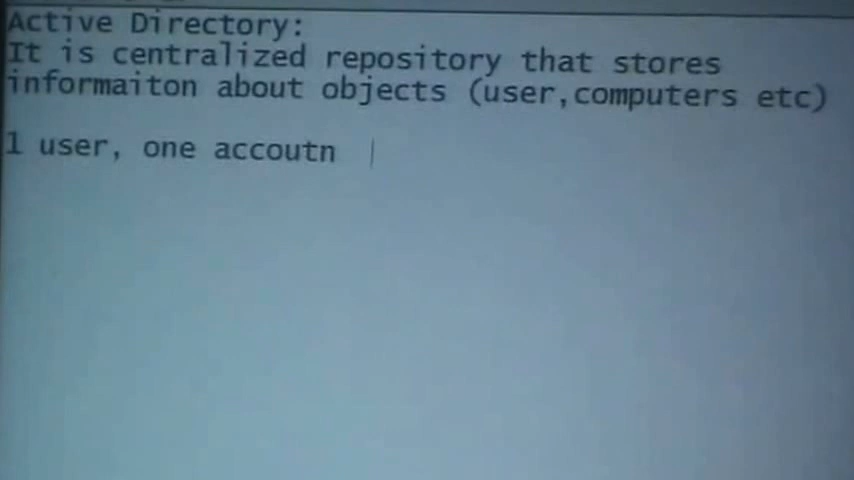 Active Directory:
It is centralized repository that stores
informaiton about objects (user,computers etc)
1 user, one accoutn